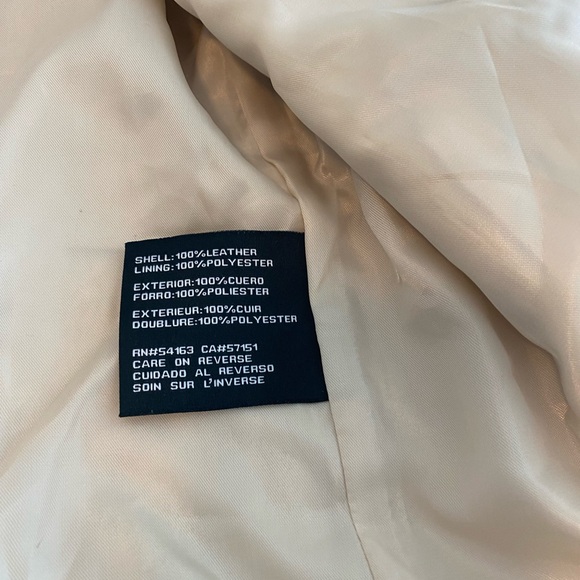 SHELL:100%LEATHER
LINING:100%POLYESTER
EXTERIOR:100%CUERO
FORRO:100%POLIESTER
EXTERIEUR:100%CUIR
DOUBLURE:100%POLYESTER
RN#54163 CA#57151
CARE ON REVERSE
CUIDADO AL REVERSO
SOIN SUR L'INVERSE